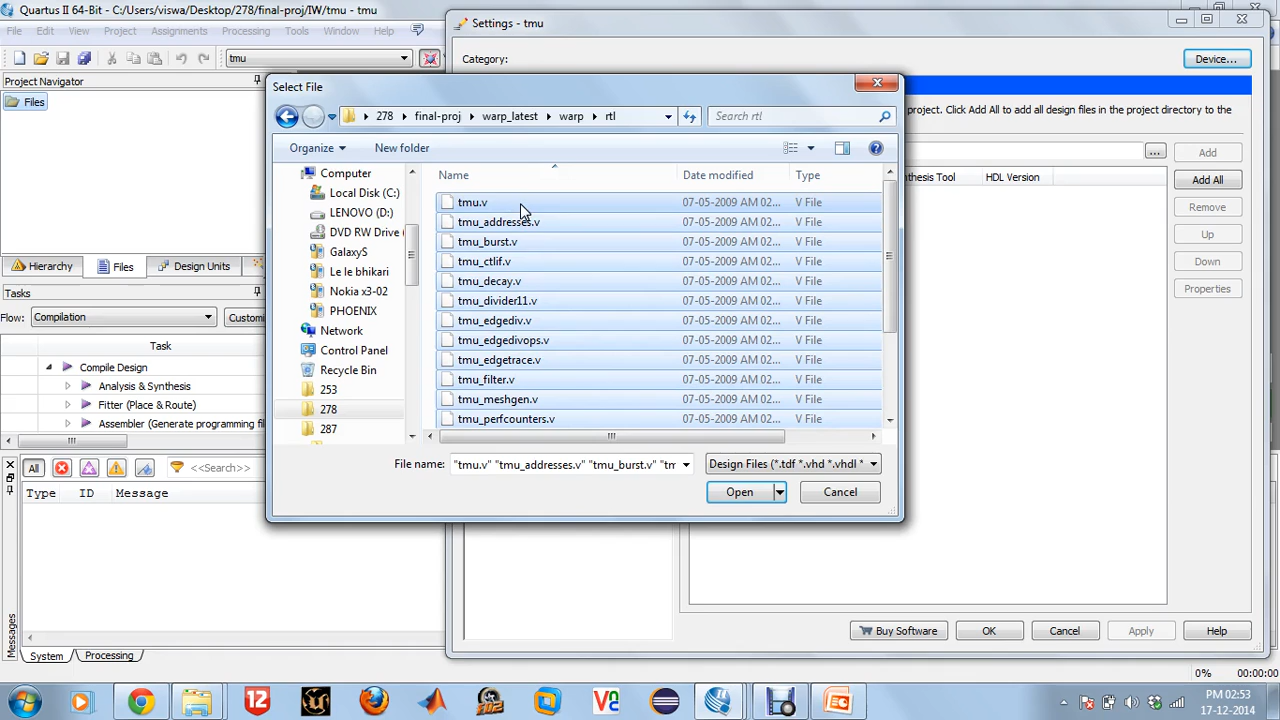 Quartus II 64-Bit - C:/Users/viswa/Desktop/278/final-proj/IW/tmu - tmu
File Edit View Project Assignments Processing Tools Window Help
tmu
Project Navigator
Files
Hierarchy Files Design Units
Tasks
Flow: Compilation Customi
Task
Compile Design
Analysis & Synthesis
Fitter (Place & Route)
Assembler (Generate programming fi
All <<Search>>
Type ID Message
Messages
System Processing
Settings - tmu
Category:
Device...
project. Click Add All to add all design files in the project directory to the
... Add
nthesis Tool HDL Version
Add All
Remove
Up
Down
Properties
Buy Software OK Cancel Apply Help
0% 00:00:00
Select File
278 final-proj warp_latest warp rtl
Search rtl
Organize New folder
Computer
Local Disk (C:)
LENOVO (D:)
DVD RW Drive (
GalaxyS
Le le bhikari
Nokia x3-02
PHOENIX
Network
Control Panel
Recycle Bin
253
278
287
Name Date modified Type
tmu.v 07-05-2009 AM 02... V File
tmu_addresses.v 07-05-2009 AM 02... V File
tmu_burst.v 07-05-2009 AM 02... V File
tmu_ctlif.v 07-05-2009 AM 02... V File
tmu_decay.v 07-05-2009 AM 02... V File
tmu_divider11.v 07-05-2009 AM 02... V File
tmu_edgediv.v 07-05-2009 AM 02... V File
tmu_edgedivops.v 07-05-2009 AM 02... V File
tmu_edgetrace.v 07-05-2009 AM 02... V File
tmu_filter.v 07-05-2009 AM 02... V File
tmu_meshgen.v 07-05-2009 AM 02... V File
tmu_perfcounters.v 07-05-2009 AM 02... V File
File name: "tmu.v" "tmu_addresses.v" "tmu_burst.v" "tm
Design Files (*.tdf *.vhd *.vhdl *
Open Cancel
12
PM 02:53
17-12-2014